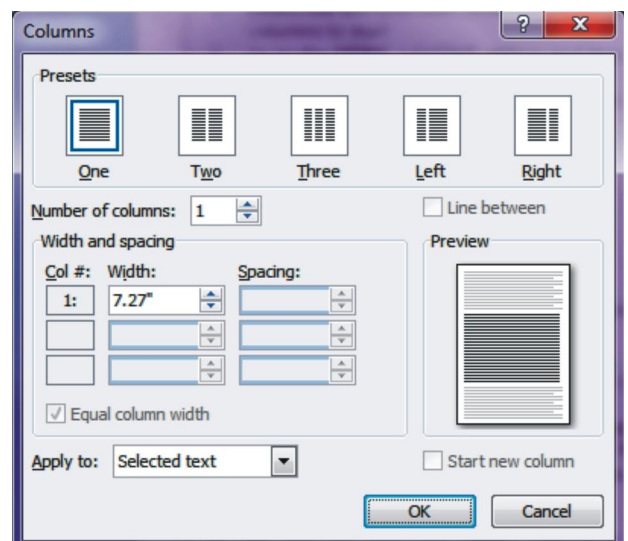 Columns
Presets
One Two Three Left Right
Number of columns: 1 Line between
Width and spacing Preview
Col #: Width: Spacing:
1: 7.27"
Equal column width
Apply to: Selected text Start new column
OK Cancel